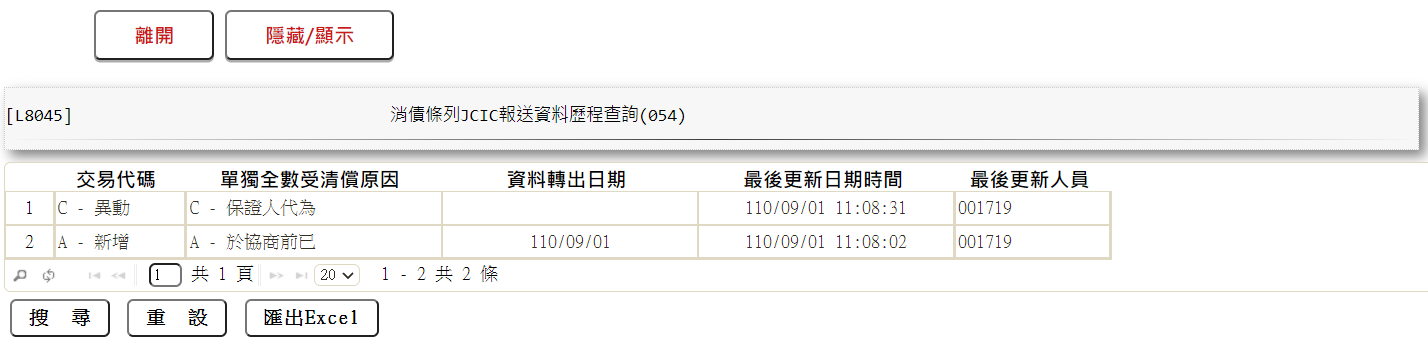 離開 隱藏/顯示
[L8045] 消債條列JCIC報送資料歷程查詢(054)
交易代碼 單獨全數受清償原因 資料轉出日期 最後更新日期時間 最後更新人員
1 C - 異動 C - 保證人代為 110/09/01 11:08:31 001719
2 A - 新增 A - 於協商前已 110/09/01 110/09/01 11:08:02 001719
1 共 1 頁 20 1 - 2 共 2 條
搜 尋 重 設 匯出Excel